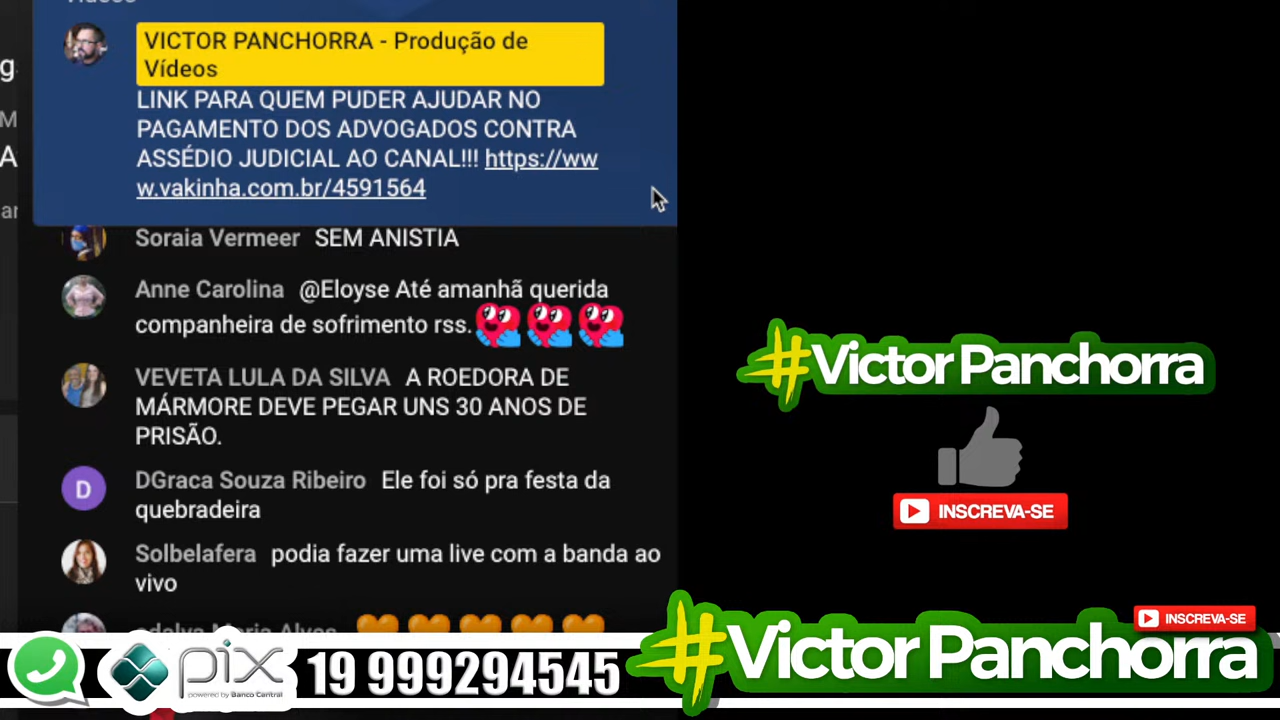 VICTOR PANCHORRA - Produção de
Vídeos
LINK PARA QUEM PUDER AJUDAR NO
PAGAMENTO DOS ADVOGADOS CONTRA
ASSÉDIO JUDICIAL AO CANAL!!! https://ww
w.vakinha.com.br/4591564
Soraia Vermeer SEM ANISTIA
Anne Carolina @Eloyse Até amanhã querida
companheira de sofrimento rss.
VEVETA LULA DA SILVA A ROEDORA DE
MÁRMORE DEVE PEGAR UNS 30 ANOS DE
PRISÃO.
D
DGraca Souza Ribeiro Ele foi só pra festa da
quebradeira
Solbelafera podia fazer uma live com a banda ao
vivo
#Victor Panchorra
INSCREVA-SE
pix
powered by Banco Central
19 999294545
#Victor Panchorra
INSCREVA-SE